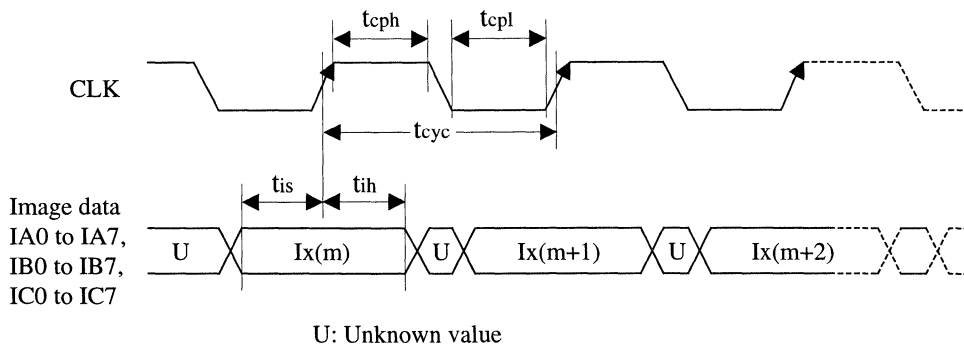 tcph tcpl
CLK
tcyc
tis tih
Image data
IA0 to IA7,
IB0 to IB7,
IC0 to IC7
U Ix(m) U Ix(m+1) U Ix(m+2)
U: Unknown value